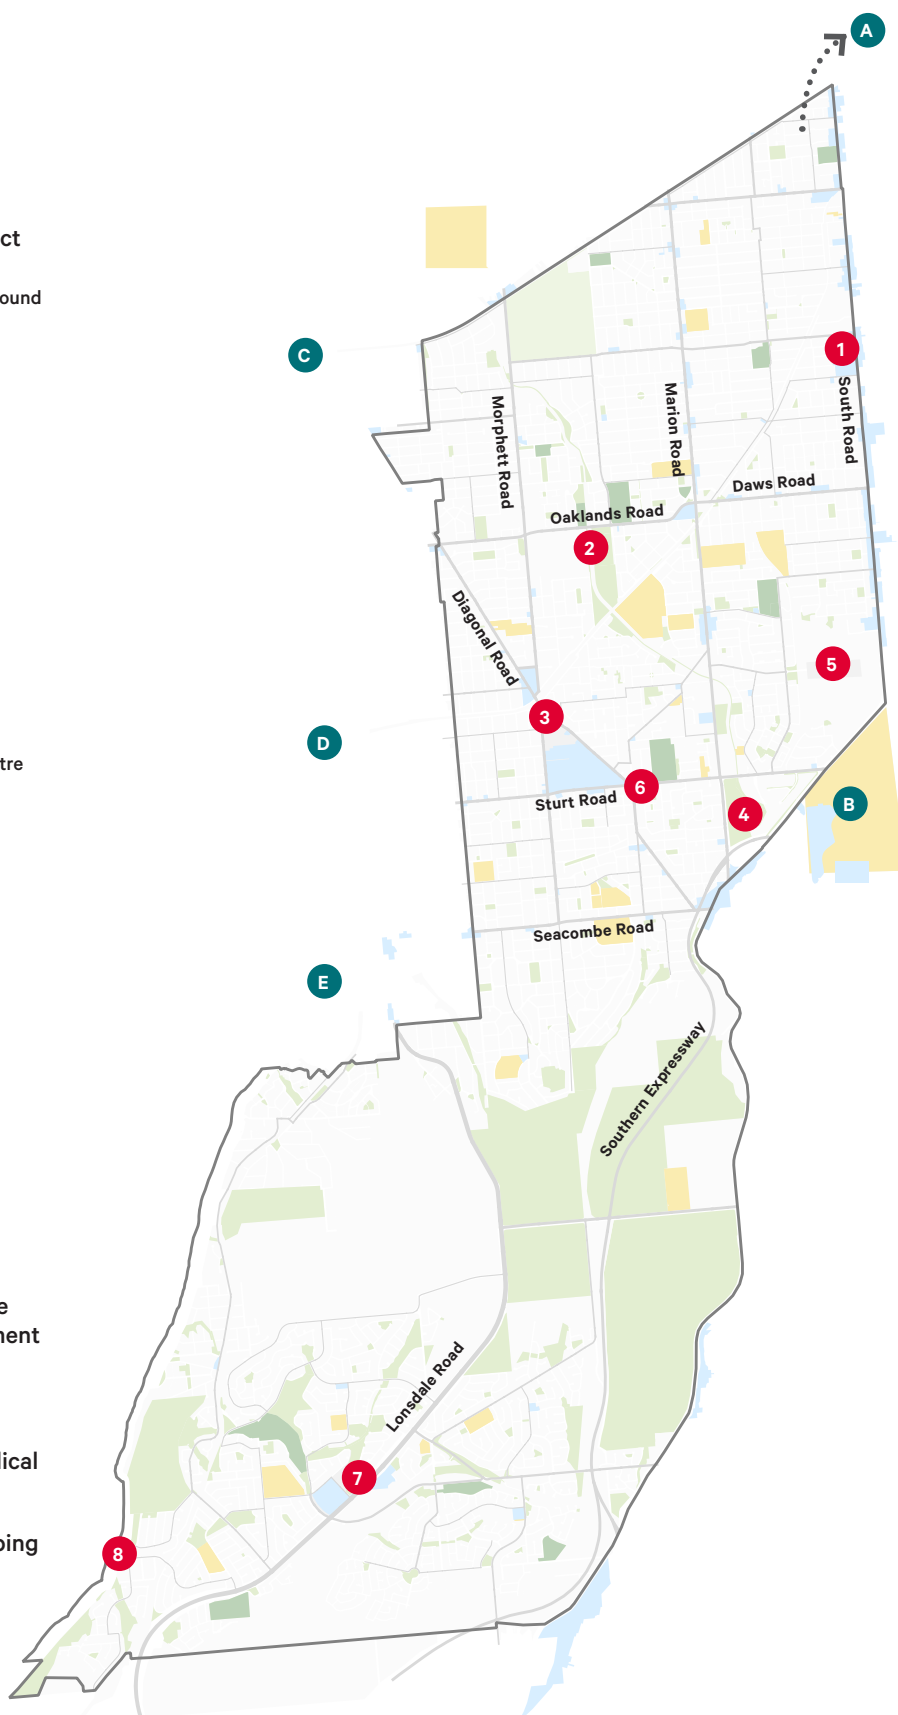 A
ct
ound
C
1
Morphett Road
Marion Road
South Road
Daws Road
Oaklands Road
2
Diagonal Road
5
3
D
tre
6
Sturt Road
B
4
Seacombe Road
E
Southern Expressway
e
nent
Lonsdale Road
lical
7
ping
8